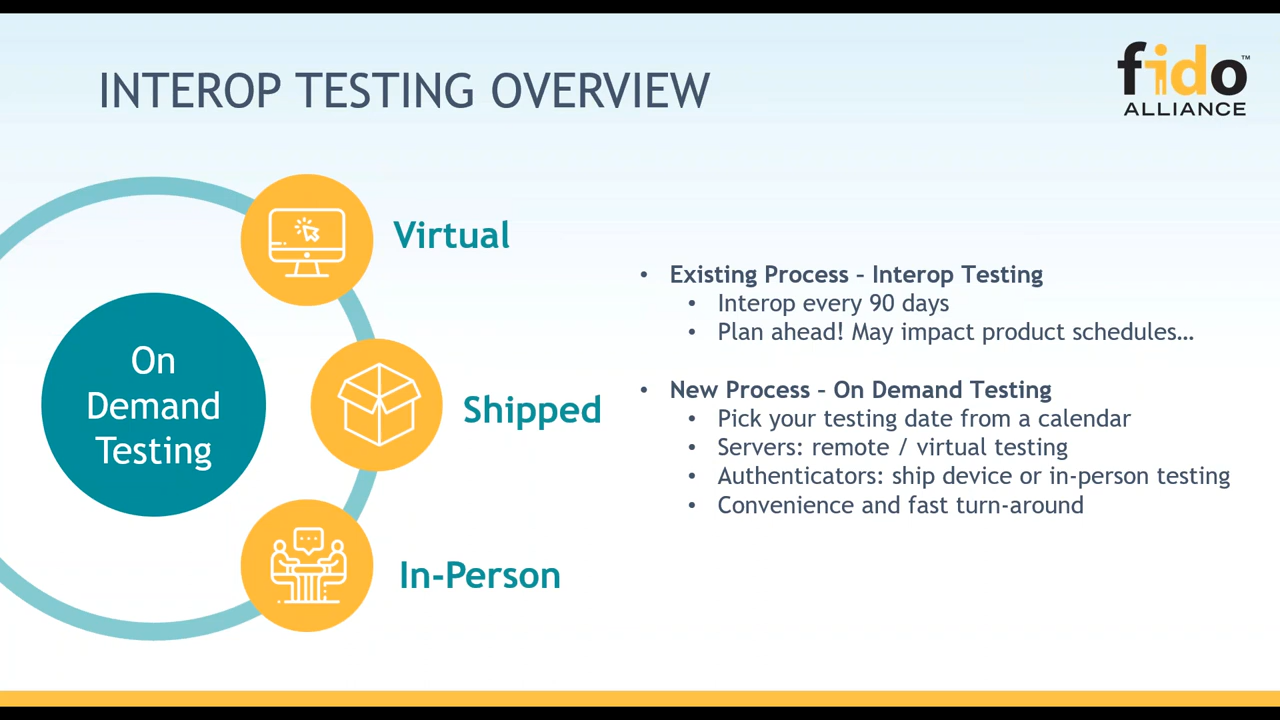 INTEROP TESTING OVERVIEW
fido™
ALLIANCE
On
Demand
Testing
Virtual
Shipped
In-Person
• Existing Process – Interop Testing
• Interop every 90 days
• Plan ahead! May impact product schedules…
• New Process – On Demand Testing
• Pick your testing date from a calendar
• Servers: remote / virtual testing
• Authenticators: ship device or in-person testing
• Convenience and fast turn-around